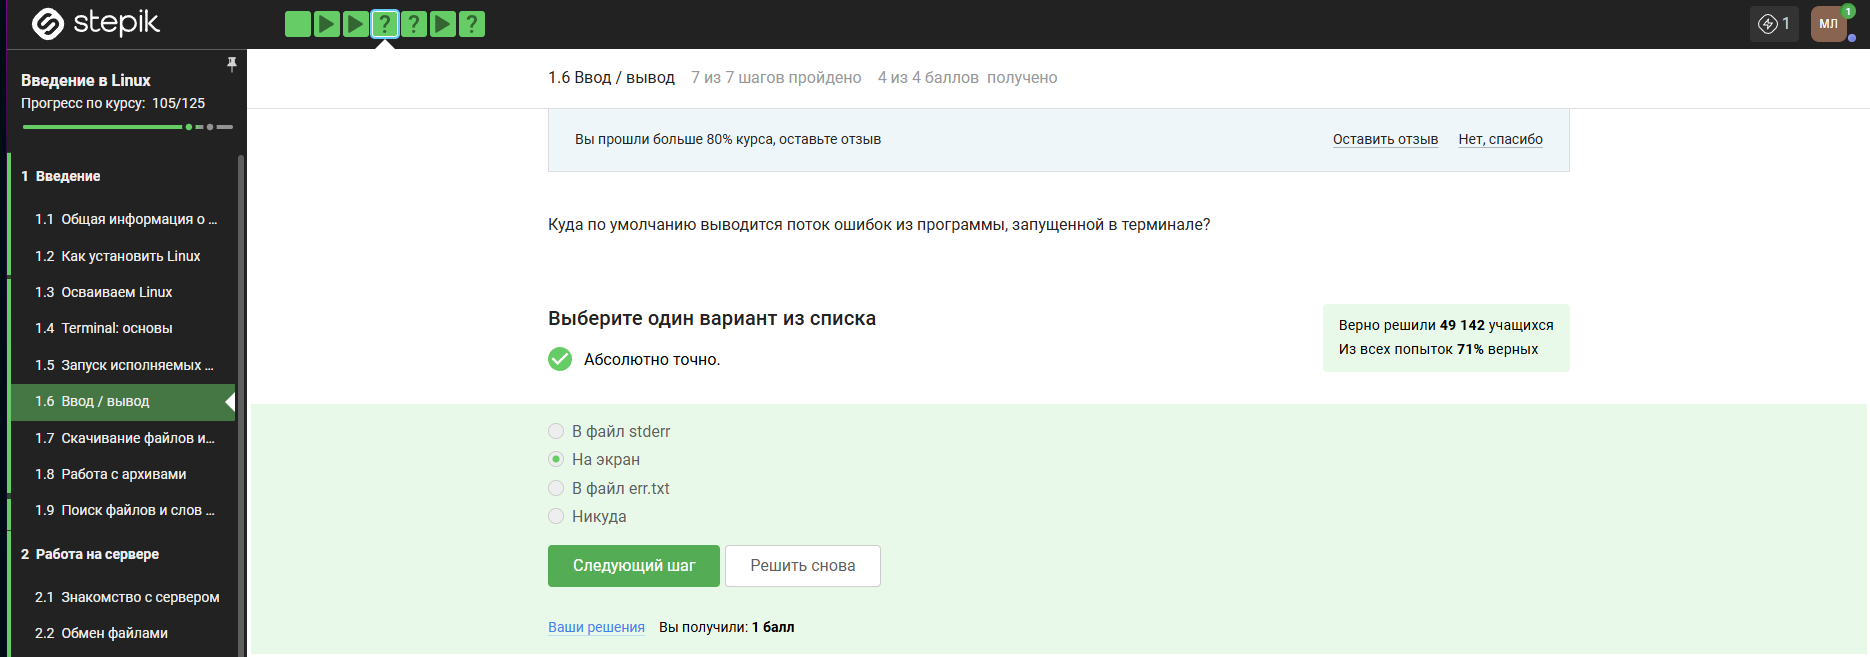 stepik
?
?
?
1
МЛ
1
Введение в Linux
Прогресс по курсу: 105/125
1 Введение
1.1 Общая информация о ...
1.2 Как установить Linux
1.3 Осваиваем Linux
1.4 Terminal: основы
1.5 Запуск исполняемых ...
1.6 Ввод / вывод
1.7 Скачивание файлов и...
1.8 Работа с архивами
1.9 Поиск файлов и слов ...
2 Работа на сервере
2.1 Знакомство с сервером
2.2 Обмен файлами
1.6 Ввод / вывод 7 из 7 шагов пройдено 4 из 4 баллов получено
Вы прошли больше 80% курса, оставьте отзыв Оставить отзыв Нет, спасибо
Куда по умолчанию выводится поток ошибок из программы, запущенной в терминале?
Выберите один вариант из списка
Абсолютно точно.
Верно решили 49 142 учащихся
Из всех попыток 71% верных
В файл stderr
На экран
В файл err.txt
Никуда
Следующий шаг Решить снова
Ваши решения Вы получили: 1 балл